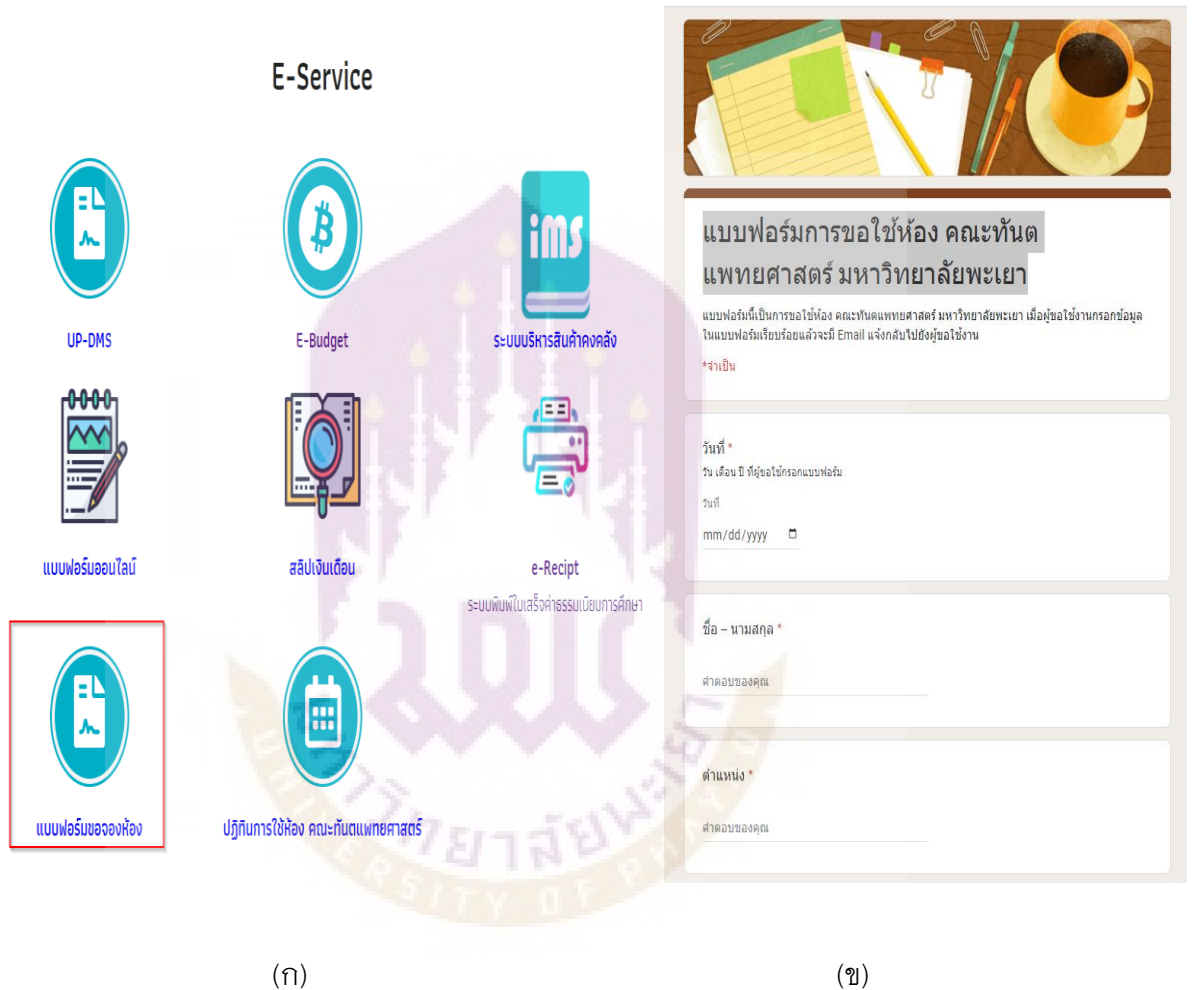 E-Service
UP-DMS
E-Budget
ims
ระบบบริหารสินค้าคงคลัง
แบบฟอร์มออนไลน์
สลิปเงินเดือน
e-Recipt
ระบบพิมพ์ใบเสร็จค่าธรรมเนียมการศึกษา
แบบฟอร์มขอจองห้อง
ปฏิทินการใช้ห้อง คณะทันตแพทยศาสตร์
(ก)
แบบฟอร์มการขอใช้ห้อง คณะทันต
แพทยศาสตร์ มหาวิทยาลัยพะเยา
แบบฟอร์มนี้เป็นการขอใช้ห้อง คณะทันตแพทยศาสตร์ มหาวิทยาลัยพะเยา เมื่อผู้ขอใช้งานกรอกข้อมูล
ในแบบฟอร์มเรียบร้อยแล้วจะมี Email แจ้งกลับไปยังผู้ขอใช้งาน
*จำเป็น
วันที่ *
วัน เดือน ปี ที่ผู้ขอใช้กรอกแบบฟอร์ม
วันที่
mm/dd/yyyy
ชื่อ – นามสกุล *
คำตอบของคุณ
ตำแหน่ง *
คำตอบของคุณ
(ข)
มหาวิทยาลัยพะเยา
UNIVERSITY OF PHAYAO